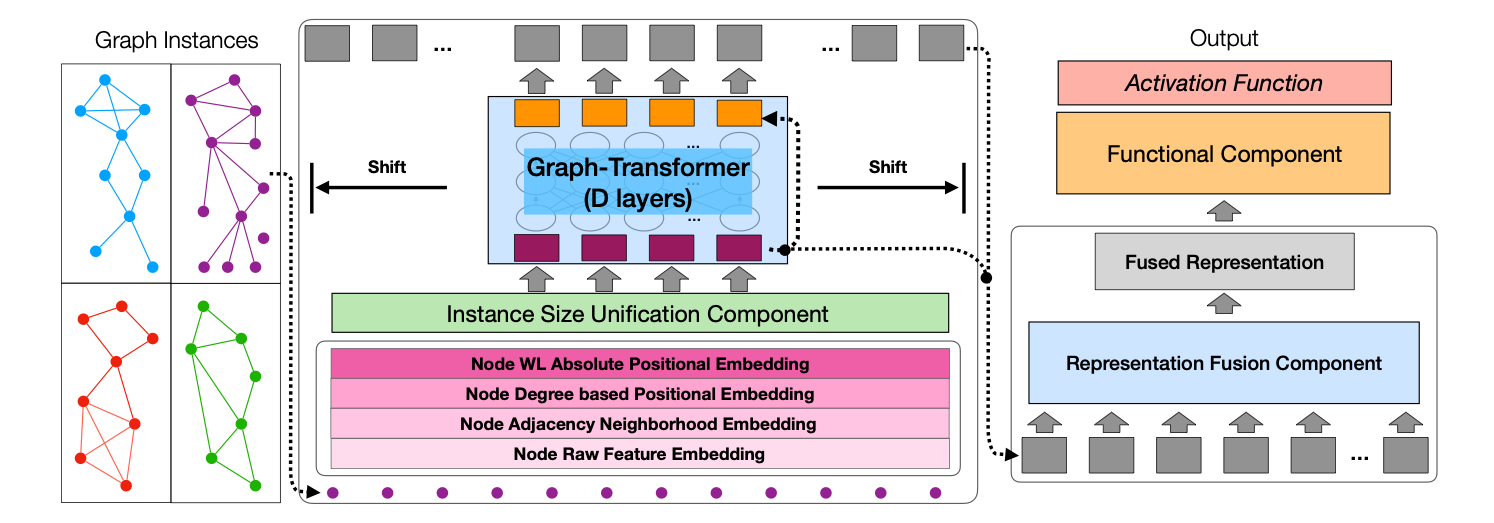 Graph Instances
...
...
Shift
...
Graph-Transformer
(D layers)
...
...
Shift
Instance Size Unification Component
Node WL Absolute Positional Embedding
Node Degree based Positional Embedding
Node Adjacency Neighborhood Embedding
Node Raw Feature Embedding
Output
Activation Function
Functional Component
Fused Representation
Representation Fusion Component
...